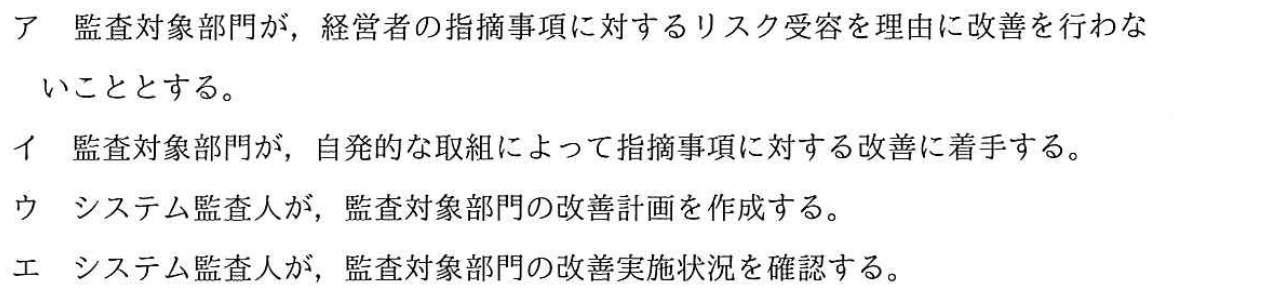 ア　監査対象部門が，経営者の指摘事項に対するリスク受容を理由に改善を行わな
いこととする。
イ　監査対象部門が，自発的な取組によって指摘事項に対する改善に着手する。
ウ　システム監査人が，監査対象部門の改善計画を作成する。
エ　システム監査人が，監査対象部門の改善実施状況を確認する。